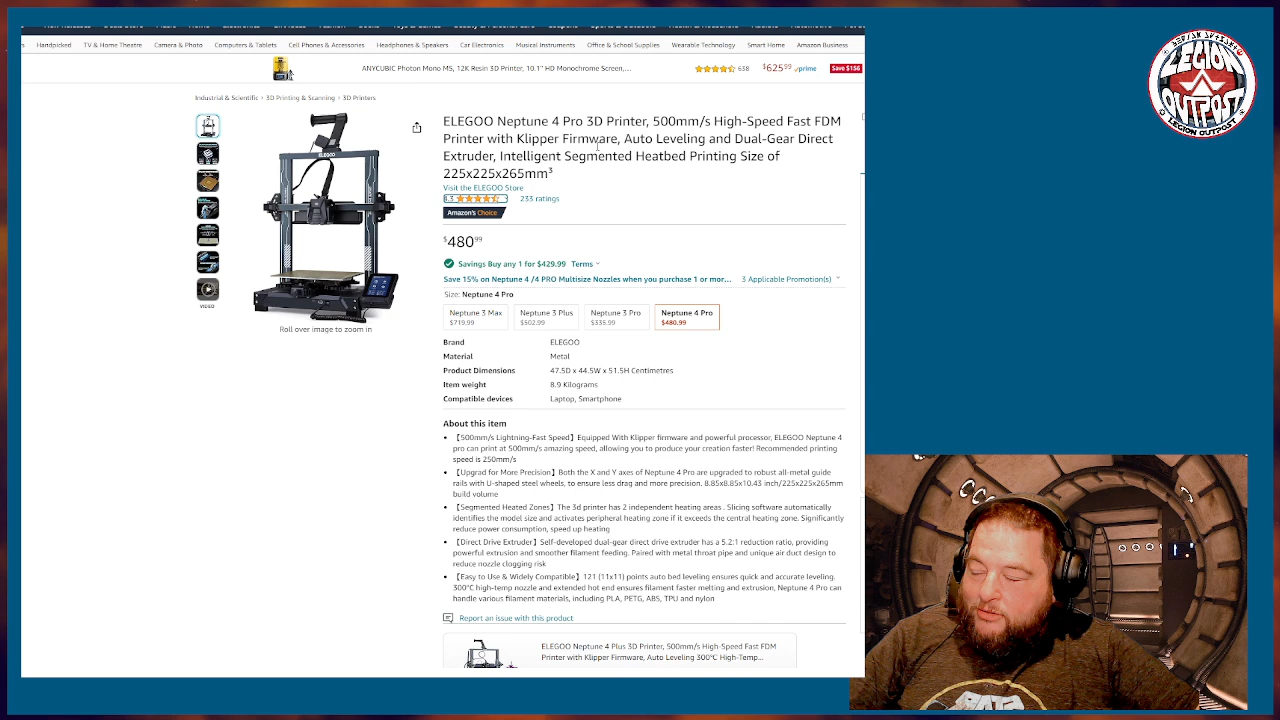 Handpicked TV & Home Theatre Camera & Photo Computers & Tablets Cell Phones & Accessories Headphones & Speakers Car Electronics Musical Instruments Office & School Supplies Wearable Technology Smart Home Amazon Business
ANYCUBIC Photon Mono M5, 12K Resin 3D Printer, 10.1'' HD Monochrome Screen,... 638 $625⁹⁹ prime Save $156
Industrial & Scientific › 3D Printing & Scanning › 3D Printers
ELEGOO Neptune 4 Pro 3D Printer, 500mm/s High-Speed Fast FDM
Printer with Klipper Firmware, Auto Leveling and Dual-Gear Direct
Extruder, Intelligent Segmented Heatbed Printing Size of
225x225x265mm³
Visit the ELEGOO Store
4.3 233 ratings
Amazon's Choice
$480⁹⁹
Savings Buy any 1 for $429.99 Terms
Save 15% on Neptune 4 /4 PRO Multisize Nozzles when you purchase 1 or mor... 3 Applicable Promotion(s)
Size: Neptune 4 Pro
Neptune 3 Max Neptune 3 Plus Neptune 3 Pro Neptune 4 Pro
$719.99 $502.99 $335.99 $480.99
Brand ELEGOO
Material Metal
Product Dimensions 47.5D x 44.5W x 51.5H Centimetres
Item weight 8.9 Kilograms
Compatible devices Laptop, Smartphone
About this item
• 【500mm/s Lightning-Fast Speed】Equipped With Klipper firmware and powerful processor, ELEGOO Neptune 4
pro can print at 500mm/s amazing speed, allowing you to produce your creation faster! Recommended printing
speed is 250mm/s
• 【Upgrad for More Precision】Both the X and Y axes of Neptune 4 Pro are upgraded to robust all-metal guide
rails with U-shaped steel wheels, to ensure less drag and more precision. 8.85x8.85x10.43 inch/225x225x265mm
build volume
• 【Segmented Heated Zones】The 3d printer has 2 independent heating areas . Slicing software automatically
identifies the model size and activates peripheral heating zone if it exceeds the central heating zone. Significantly
reduce power consumption, speed up heating
• 【Direct Drive Extruder】Self-developed dual-gear direct drive extruder has a 5.2:1 reduction ratio, providing
powerful extrusion and smoother filament feeding. Paired with metal throat pipe and unique air duct design to
reduce nozzle clogging risk
• 【Easy to Use & Widely Compatible】121 (11x11) points auto bed leveling ensures quick and accurate leveling.
300℃ high-temp nozzle and extended hot end ensures filament faster melting and extrusion, Neptune 4 Pro can
handle various filament materials, including PLA, PETG, ABS, TPU and nylon
Report an issue with this product
ELEGOO Neptune 4 Plus 3D Printer, 500mm/s High-Speed Fast FDM
Printer with Klipper Firmware, Auto Leveling 300°C High-Temp...
VIDEO
Roll over image to zoom in
ELEGOO
LEGION
OUTPOST
LEGION OUTPOST